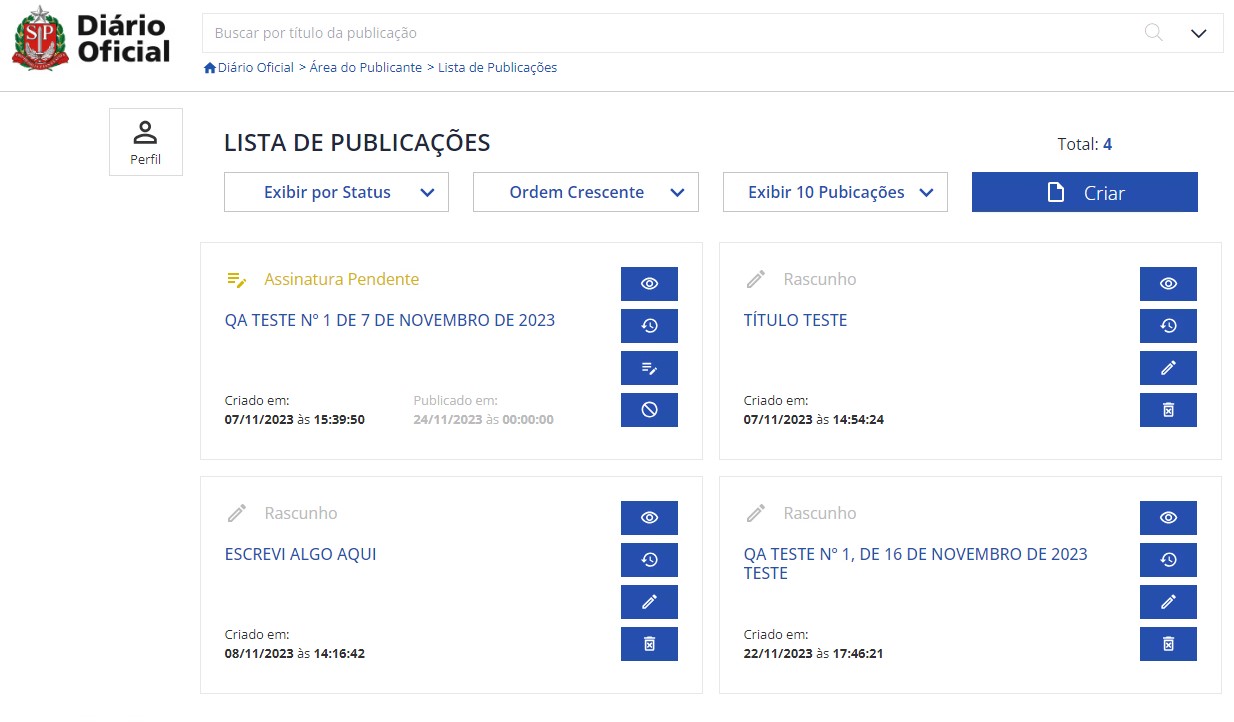 SP
Diário
Oficial
Buscar por título da publicação
Diário Oficial > Área do Publicante > Lista de Publicações
Perfil
LISTA DE PUBLICAÇÕES
Total: 4
Exibir por Status
Ordem Crescente
Exibir 10 Pubicações
Criar
Assinatura Pendente
QA TESTE Nº 1 DE 7 DE NOVEMBRO DE 2023
Criado em:
07/11/2023 às 15:39:50
Publicado em:
24/11/2023 às 00:00:00
Rascunho
TÍTULO TESTE
Criado em:
07/11/2023 às 14:54:24
Rascunho
ESCREVI ALGO AQUI
Criado em:
08/11/2023 às 14:16:42
Rascunho
QA TESTE Nº 1, DE 16 DE NOVEMBRO DE 2023
TESTE
Criado em:
22/11/2023 às 17:46:21